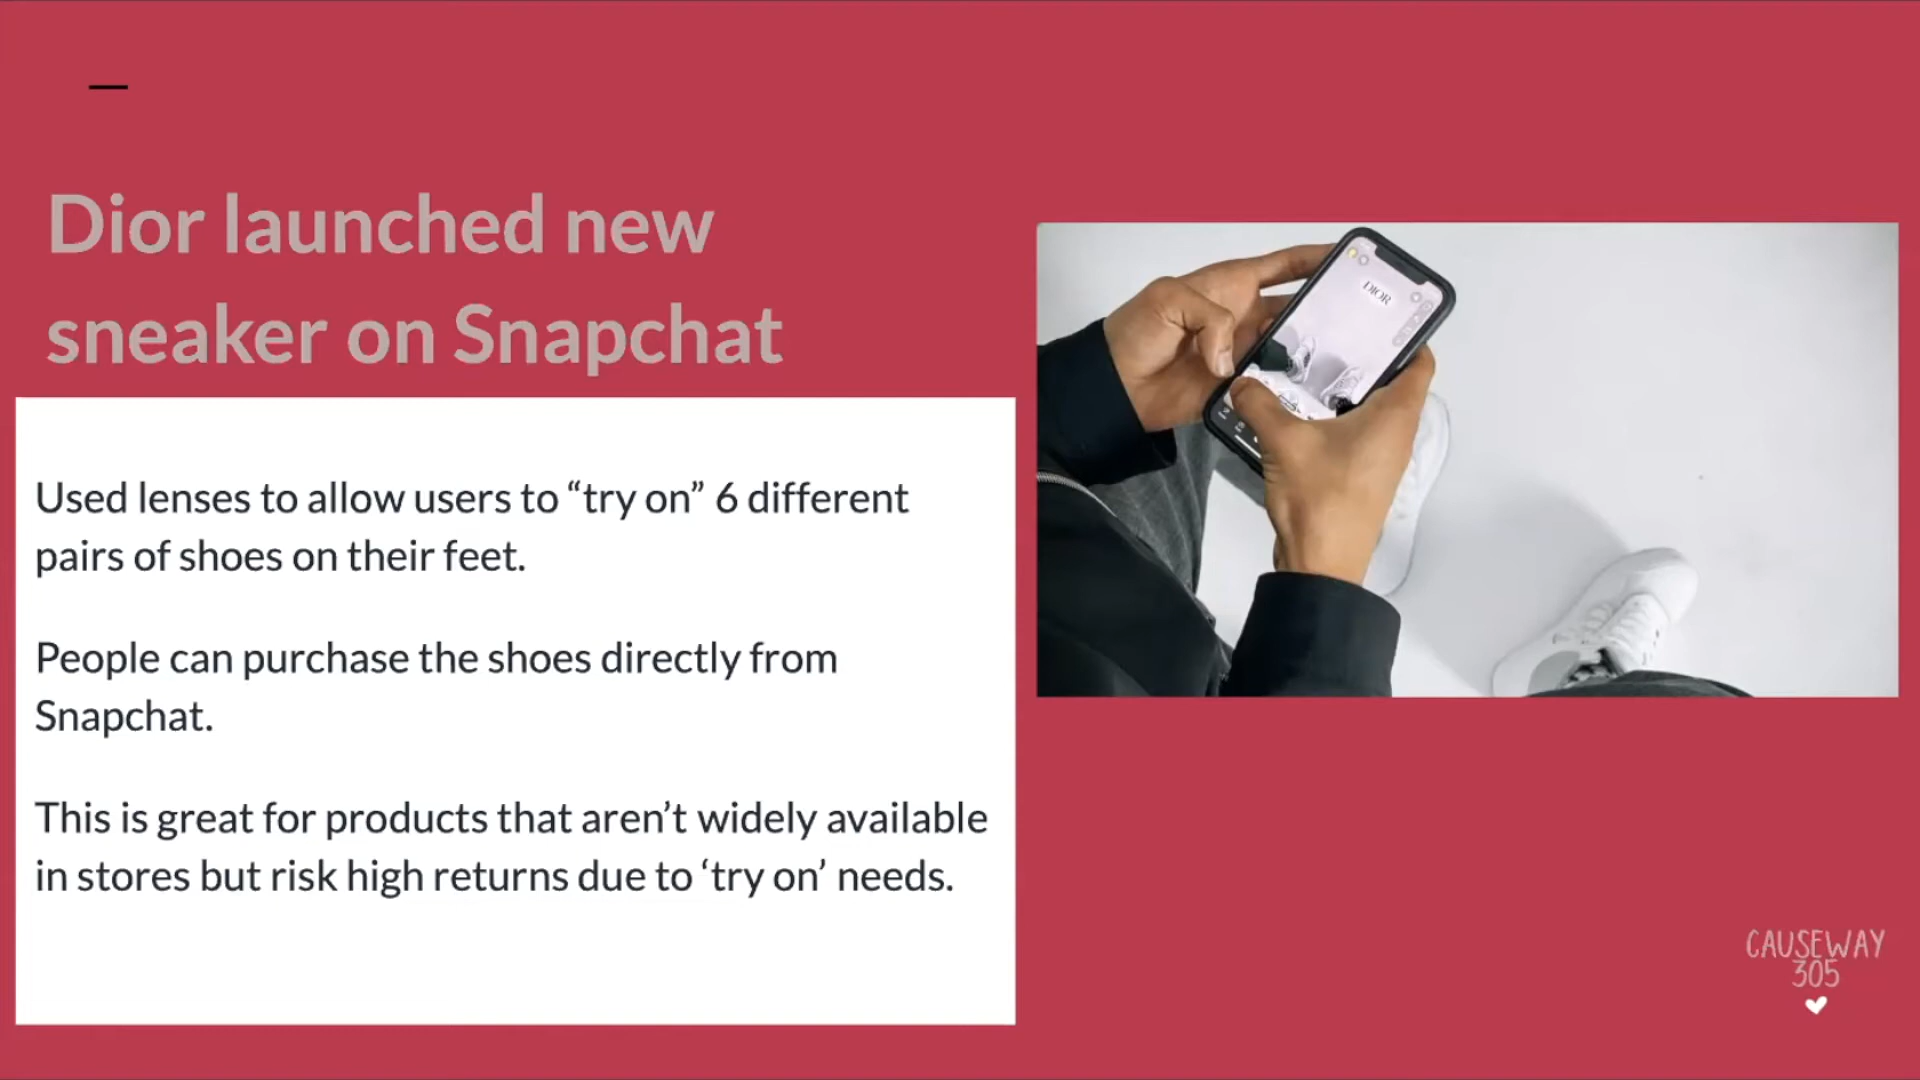 Dior launched new
sneaker on Snapchat
Used lenses to allow users to “try on” 6 different
pairs of shoes on their feet.
People can purchase the shoes directly from
Snapchat.
This is great for products that aren’t widely available
in stores but risk high returns due to ‘try on’ needs.
DIOR
CAUSEWAY
305